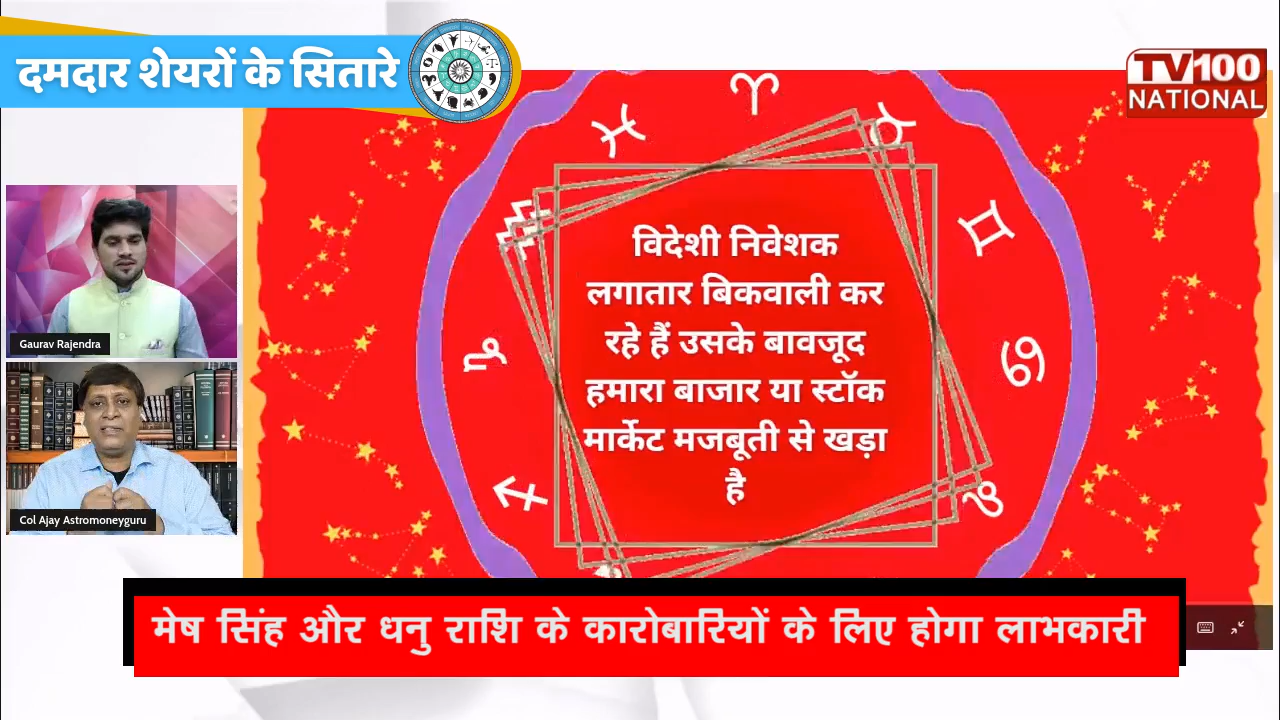 दमदार शेयरों के सितारे
TV100
NATIONAL
विदेशी निवेशक
लगातार बिकवाली कर
रहे हैं उसके बावजूद
हमारा बाजार या स्टॉक
मार्केट मजबूती से खड़ा
है
Gaurav Rajendra
Col Ajay Astromoneyguru
मेष सिंह और धनु राशि के कारोबारियों के लिए होगा लाभकारी